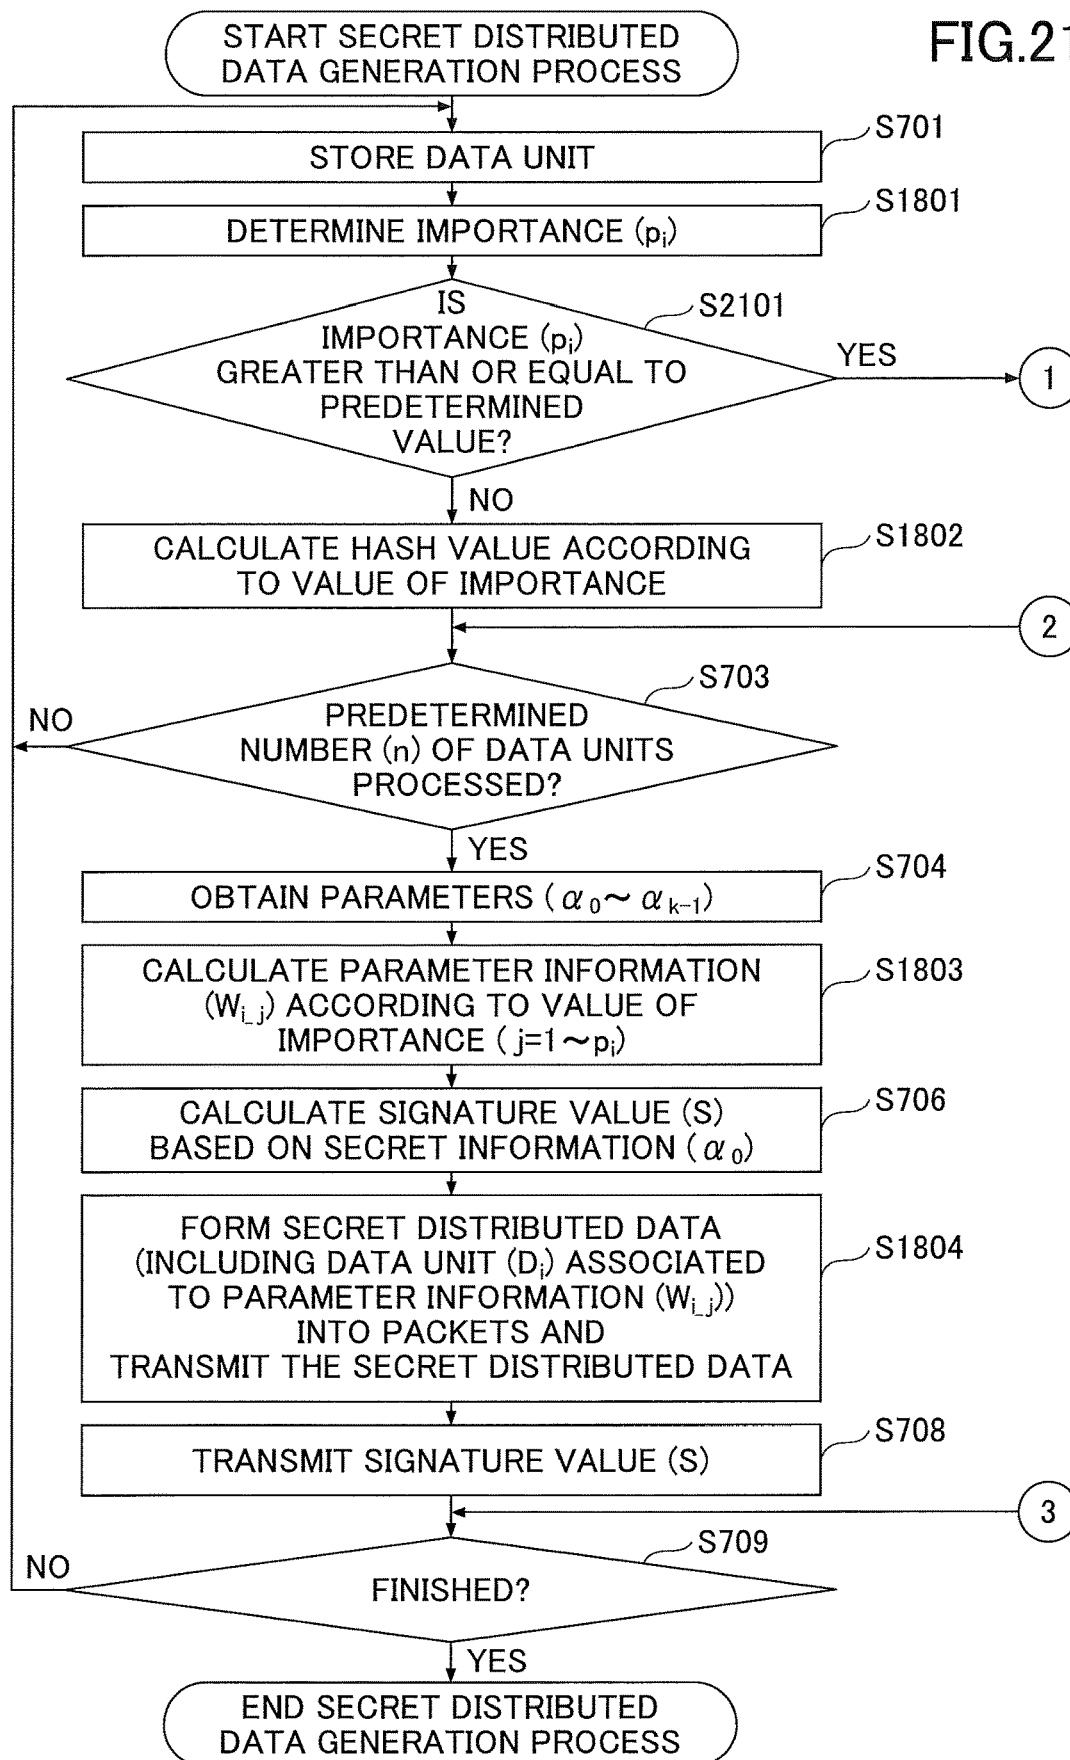 FIG.21
START SECRET DISTRIBUTED
DATA GENERATION PROCESS
S701
STORE DATA UNIT
S1801
DETERMINE IMPORTANCE (pi)
S2101
IS
IMPORTANCE (pi)
GREATER THAN OR EQUAL TO
PREDETERMINED
VALUE?
YES
1
NO
S1802
CALCULATE HASH VALUE ACCORDING
TO VALUE OF IMPORTANCE
2
S703
NO
PREDETERMINED
NUMBER (n) OF DATA UNITS
PROCESSED?
YES
S704
OBTAIN PARAMETERS (α0~αk-1)
S1803
CALCULATE PARAMETER INFORMATION
(Wi_j) ACCORDING TO VALUE OF
IMPORTANCE (j=1~pi)
S706
CALCULATE SIGNATURE VALUE (S)
BASED ON SECRET INFORMATION (α0)
S1804
FORM SECRET DISTRIBUTED DATA
(INCLUDING DATA UNIT (Di) ASSOCIATED
TO PARAMETER INFORMATION (Wi_j))
INTO PACKETS AND
TRANSMIT THE SECRET DISTRIBUTED DATA
S708
TRANSMIT SIGNATURE VALUE (S)
3
S709
NO
FINISHED?
YES
END SECRET DISTRIBUTED
DATA GENERATION PROCESS